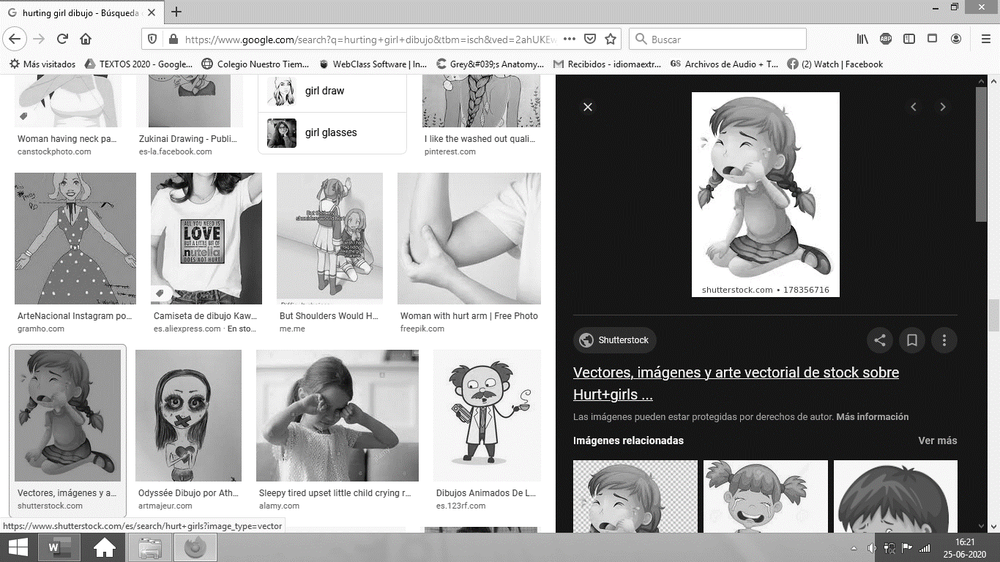 hurting girl dibujo - Búsqueda
https://www.google.com/search?q=hurting+girl+dibujo&tbm=isch&ved=2ahUKEw
Buscar
Más visitados
TEXTOS 2020 - Google...
Colegio Nuestro Tiem...
WebClass Software | In...
Grey&#039;s Anatomy...
Recibidos - idiomaextr...
GS Archivos de Audio + T...
(2) Watch | Facebook
girl draw
girl glasses
Woman having neck pa...
canstockphoto.com
Zukinai Drawing - Publi...
es-la.facebook.com
I like the washed out quali...
pinterest.com
ALL YOU NEED IS
LOVE
BUT A LITTLE BIT OF
nutella
DOES NOT HURT
But then my
shoulders would hurt
ArteNacional Instagram po...
gramho.com
Camiseta de dibujo Kaw...
es.aliexpress.com · En sto...
But Shoulders Would H...
me.me
Woman with hurt arm | Free Photo
freepik.com
Vectores, imágenes y a...
shutterstock.com
Odyssée Dibujo por Ath...
artmajeur.com
Sleepy tired upset little child crying r...
alamy.com
Dibujos Animados De L...
es.123rf.com
https://www.shutterstock.com/es/search/hurt+girls?image_type=vector
shutterstock.com • 178356716
Shutterstock
Vectores, imágenes y arte vectorial de stock sobre
Hurt+girls ...
Las imágenes pueden estar protegidas por derechos de autor. Más información
Imágenes relacionadas
Ver más
16:21
25-06-2020